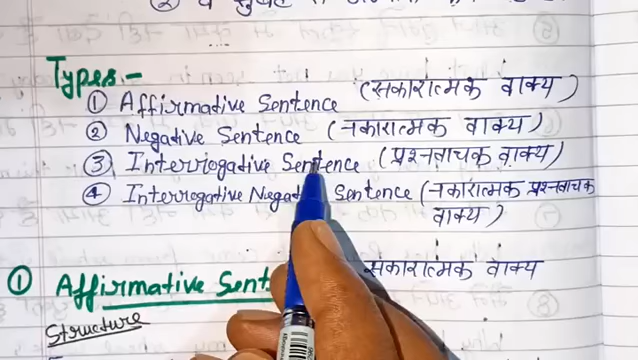 Types:-
① Affirmative Sentence (सकारात्मक वाक्य)
② Negative Sentence (नकारात्मक वाक्य)
③ Interriogative Sentence (प्रश्नवाचक वाक्य)
④ Interrogative Negat Sentence (नकारात्मक प्रश्नवाचक
वाक्य)
① Affirmative Sent सकारात्मक वाक्य
Structure